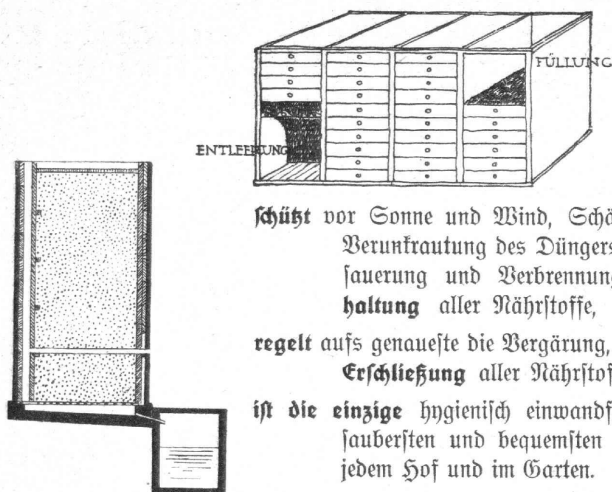 FÜLLUNG
ENTLEERUNG
schützt vor Sonne und Wind, Schä
Verunkrautung des Düngers
sauerung und Verbrennung
haltung aller Nährstoffe,
regelt aufs genaueste die Vergärung,
Erschließung aller Nährstof
ist die einzige hygienisch einwandf
saubersten und bequemsten
jedem Hof und im Garten.